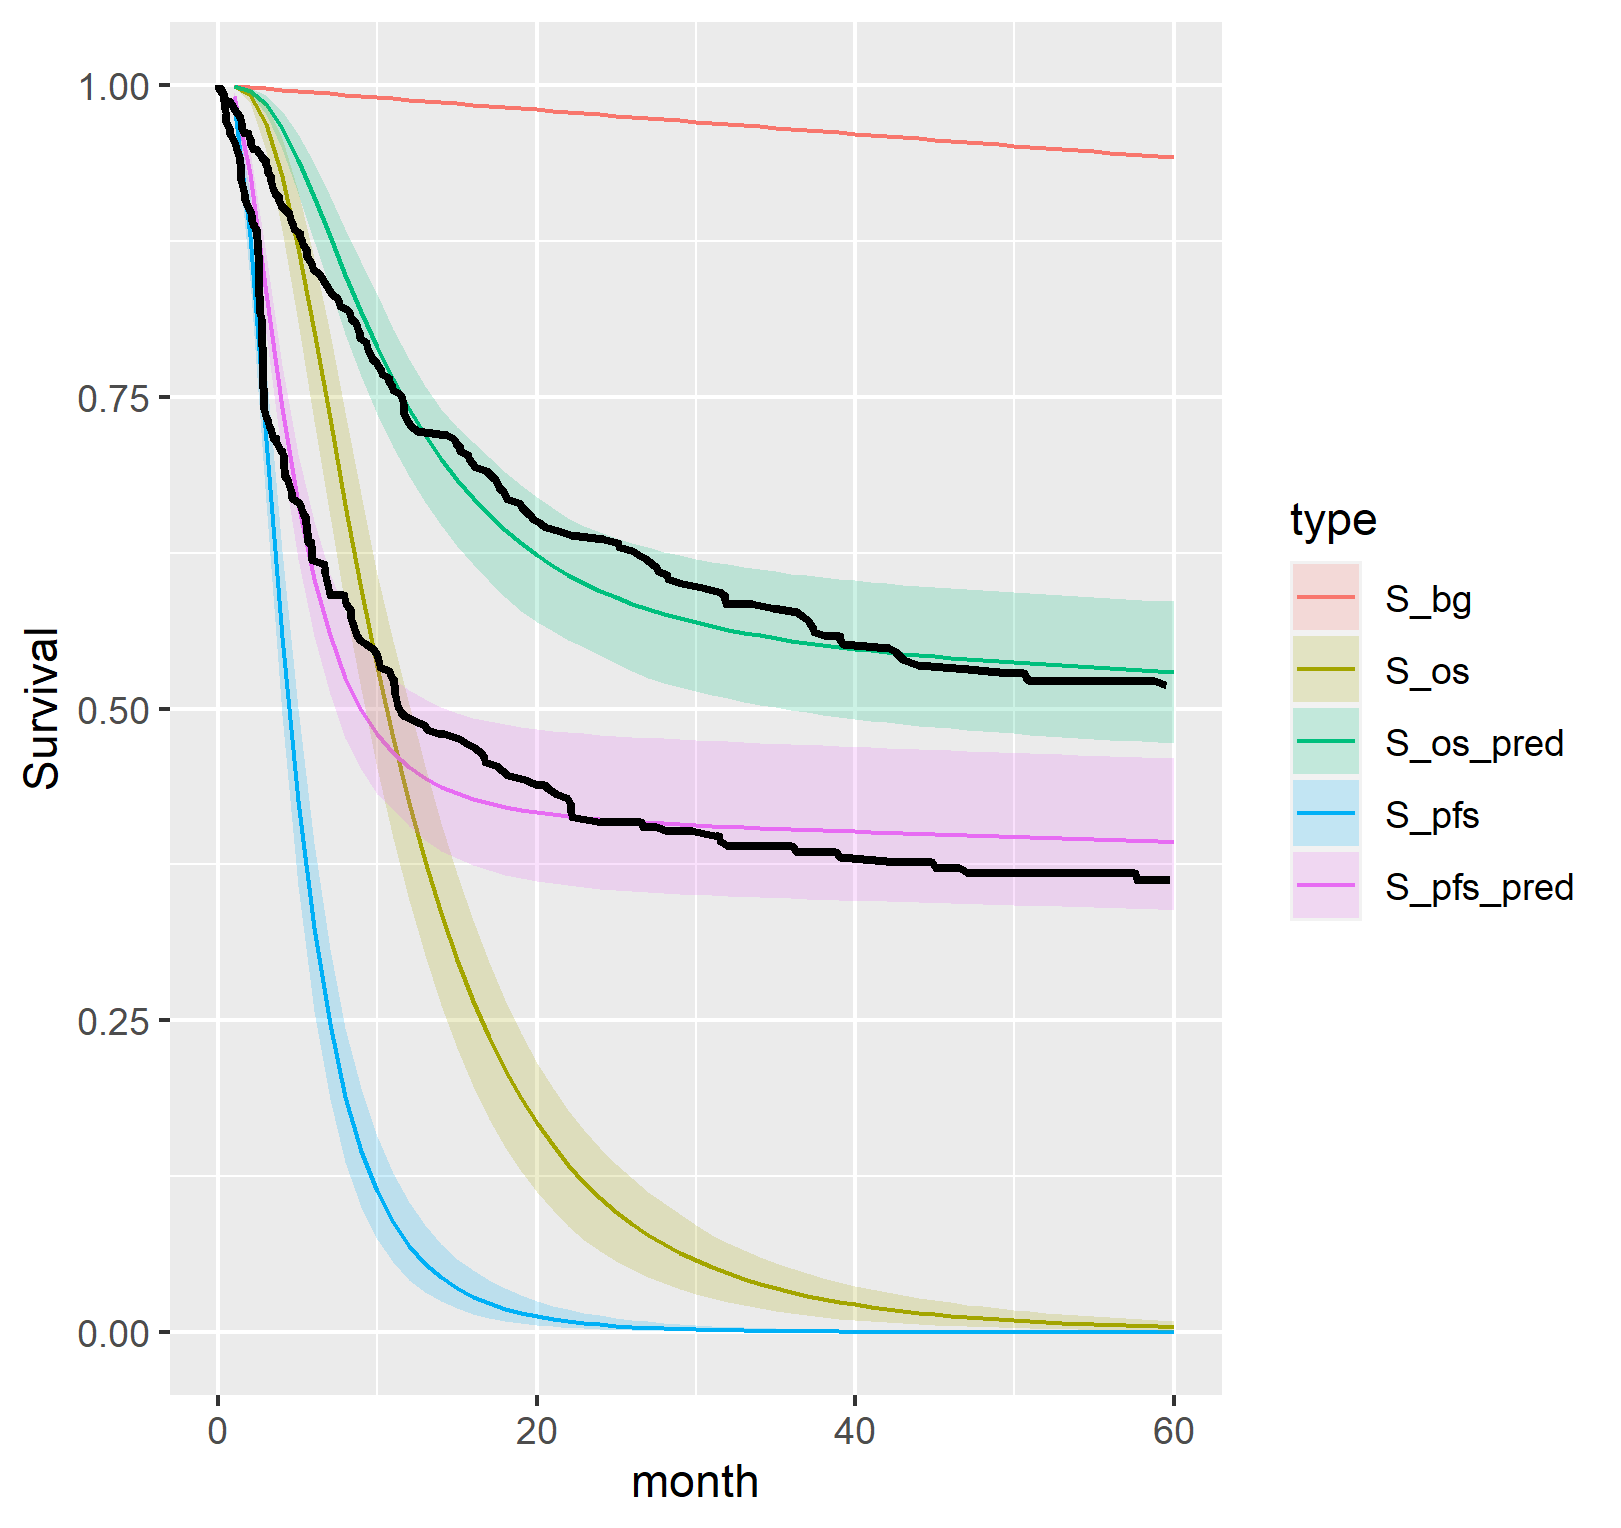 1.00
0.75
0.50
0.25
0.00
Survival
0
20
40
60
month
type
S_bg
S_os
S_os_pred
S_pfs
S_pfs_pred